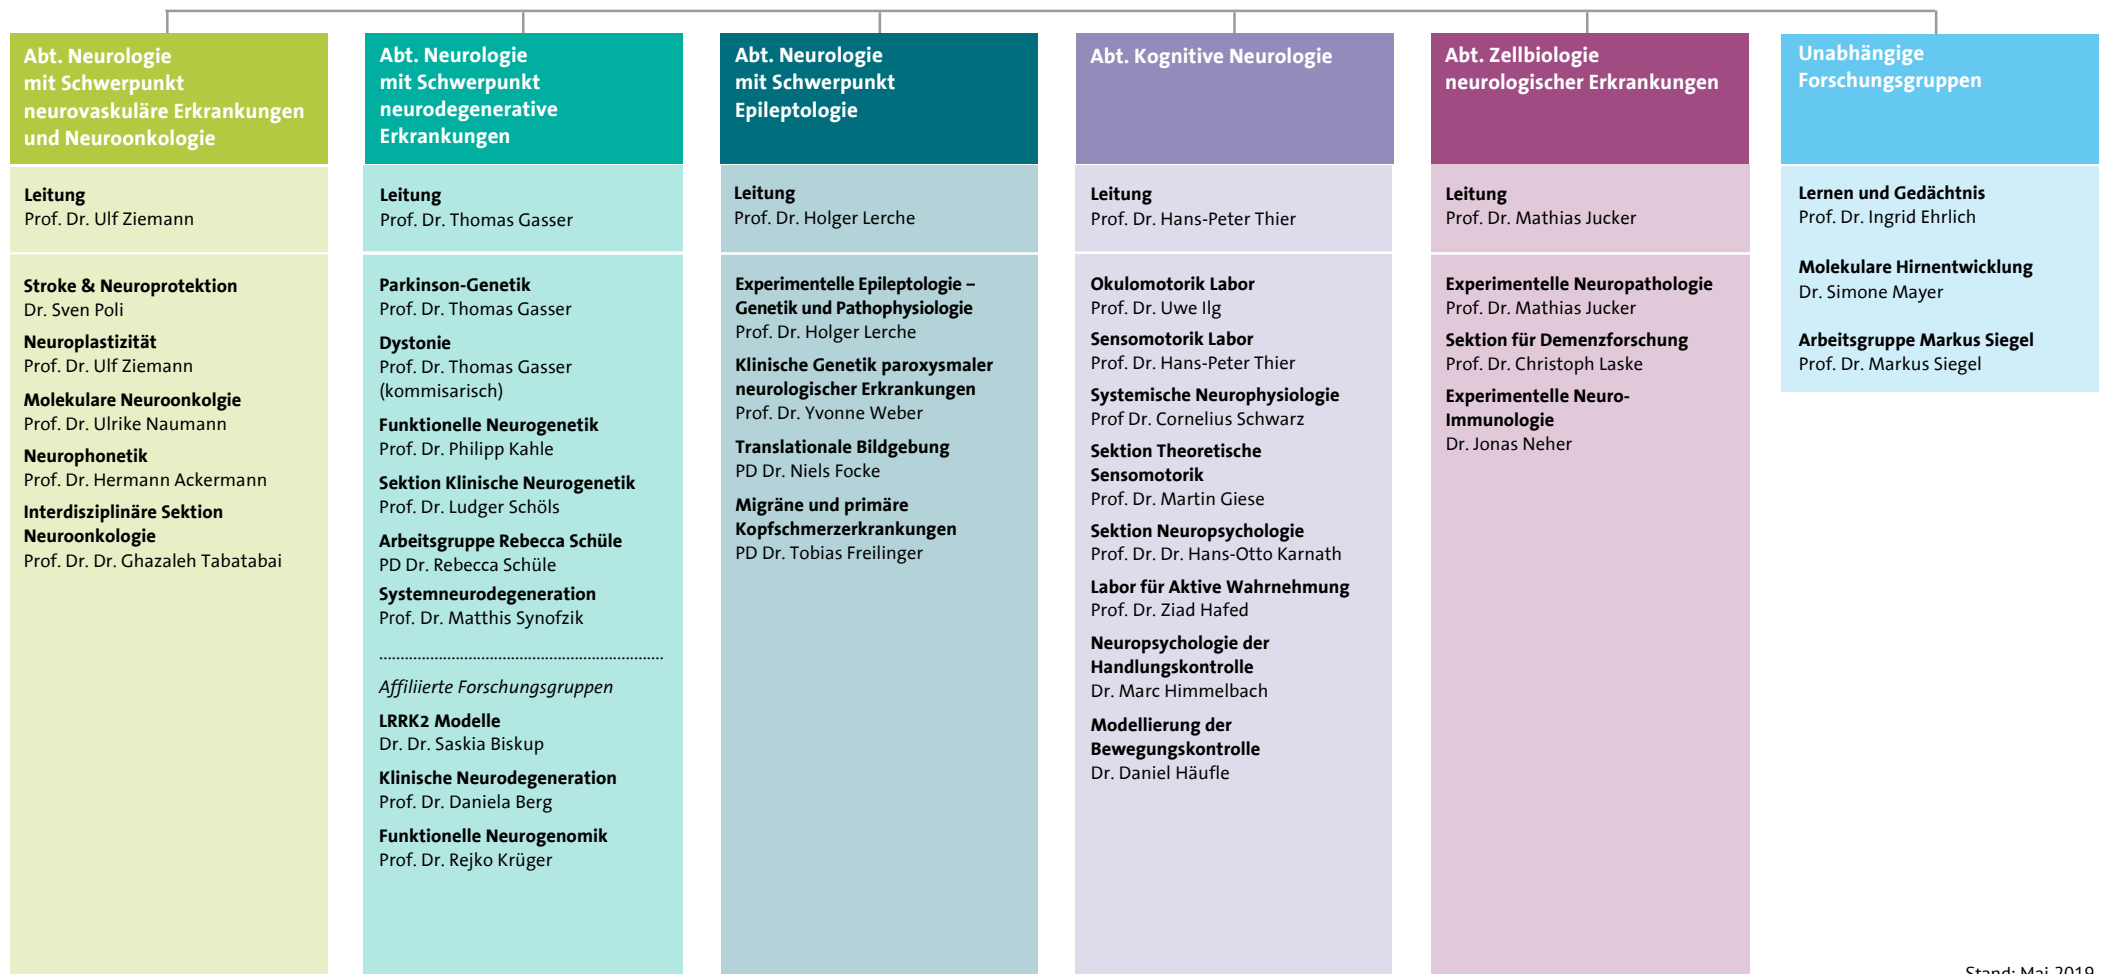 Abt. Neurologie
mit Schwerpunkt
neurovaskuläre Erkrankungen
und Neuroonkologie
Leitung
Prof. Dr. Ulf Ziemann
Stroke & Neuroprotektion
Dr. Sven Poli
Neuroplastizität
Prof. Dr. Ulf Ziemann
Molekulare Neuroonkolgie
Prof. Dr. Ulrike Naumann
Neurophonetik
Prof. Dr. Hermann Ackermann
Interdisziplinäre Sektion
Neuroonkologie
Prof. Dr. Dr. Ghazaleh Tabatabai
Abt. Neurologie
mit Schwerpunkt
neurodegenerative
Erkrankungen
Leitung
Prof. Dr. Thomas Gasser
Parkinson-Genetik
Prof. Dr. Thomas Gasser
Dystonie
Prof. Dr. Thomas Gasser
(kommisarisch)
Funktionelle Neurogenetik
Prof. Dr. Philipp Kahle
Sektion Klinische Neurogenetik
Prof. Dr. Ludger Schöls
Arbeitsgruppe Rebecca Schüle
PD Dr. Rebecca Schüle
Systemneurodegeneration
Prof. Dr. Matthis Synofzik
Affiliierte Forschungsgruppen
LRRK2 Modelle
Dr. Dr. Saskia Biskup
Klinische Neurodegeneration
Prof. Dr. Daniela Berg
Funktionelle Neurogenomik
Prof. Dr. Rejko Krüger
Abt. Neurologie
mit Schwerpunkt
Epileptologie
Leitung
Prof. Dr. Holger Lerche
Experimentelle Epileptologie –
Genetik und Pathophysiologie
Prof. Dr. Holger Lerche
Klinische Genetik paroxysmaler
neurologischer Erkrankungen
Prof. Dr. Yvonne Weber
Translationale Bildgebung
PD Dr. Niels Focke
Migräne und primäre
Kopfschmerzerkrankungen
PD Dr. Tobias Freilinger
Abt. Kognitive Neurologie
Leitung
Prof. Dr. Hans-Peter Thier
Okulomotorik Labor
Prof. Dr. Uwe Ilg
Sensomotorik Labor
Prof. Dr. Hans-Peter Thier
Systemische Neurophysiologie
Prof Dr. Cornelius Schwarz
Sektion Theoretische
Sensomotorik
Prof. Dr. Martin Giese
Sektion Neuropsychologie
Prof. Dr. Dr. Hans-Otto Karnath
Labor für Aktive Wahrnehmung
Prof. Dr. Ziad Hafed
Neuropsychologie der
Handlungskontrolle
Dr. Marc Himmelbach
Modellierung der
Bewegungskontrolle
Dr. Daniel Häufle
Abt. Zellbiologie
neurologischer Erkrankungen
Leitung
Prof. Dr. Mathias Jucker
Experimentelle Neuropathologie
Prof. Dr. Mathias Jucker
Sektion für Demenzforschung
Prof. Dr. Christoph Laske
Experimentelle Neuro-
Immunologie
Dr. Jonas Neher
Unabhängige
Forschungsgruppen
Lernen und Gedächtnis
Prof. Dr. Ingrid Ehrlich
Molekulare Hirnentwicklung
Dr. Simone Mayer
Arbeitsgruppe Markus Siegel
Prof. Dr. Markus Siegel
Stand: Mai 2019